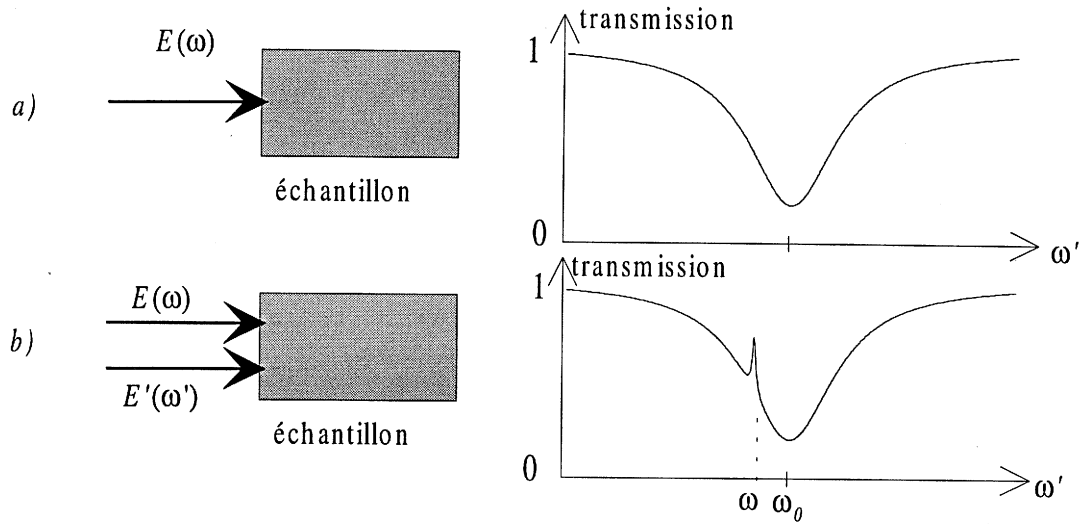 a)
E(ω)
échantillon
transmission
1
0
ω'
b)
E(ω)
E'(ω')
échantillon
transmission
1
0
ω ω₀
ω'